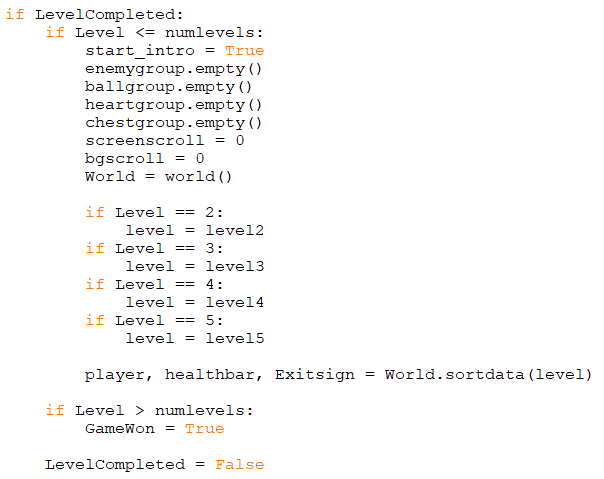 if LevelCompleted:
    if Level <= numlevels:
        start_intro = True
        enemygroup.empty()
        ballgroup.empty()
        heartgroup.empty()
        chestgroup.empty()
        screenscroll = 0
        bgscroll = 0
        World = world()

        if Level == 2:
            level = level2
        if Level == 3:
            level = level3
        if Level == 4:
            level = level4
        if Level == 5:
            level = level5

        player, healthbar, Exitsign = World.sortdata(level)

    if Level > numlevels:
        GameWon = True

    LevelCompleted = False